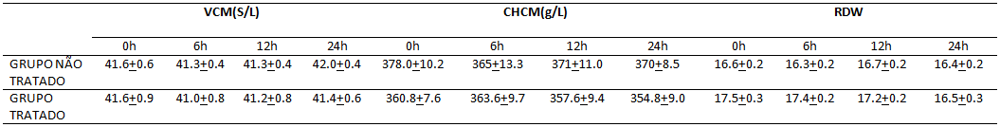 VCM(S/L) CHCM(g/L) RDW
0h 6h 12h 24h 0h 6h 12h 24h 0h 6h 12h 24h
GRUPO NÃO 41.6±0.6 41.3±0.4 41.3±0.4 42.0±0.4 378.0±10.2 365±13.3 371±11.0 370±8.5 16.6±0.2 16.3±0.2 16.7±0.2 16.4±0.2
TRATADO
GRUPO 41.6±0.9 41.0±0.8 41.2±0.8 41.4±0.6 360.8±7.6 363.6±9.7 357.6±9.4 354.8±9.0 17.5±0.3 17.4±0.2 17.2±0.2 16.5±0.3
TRATADO